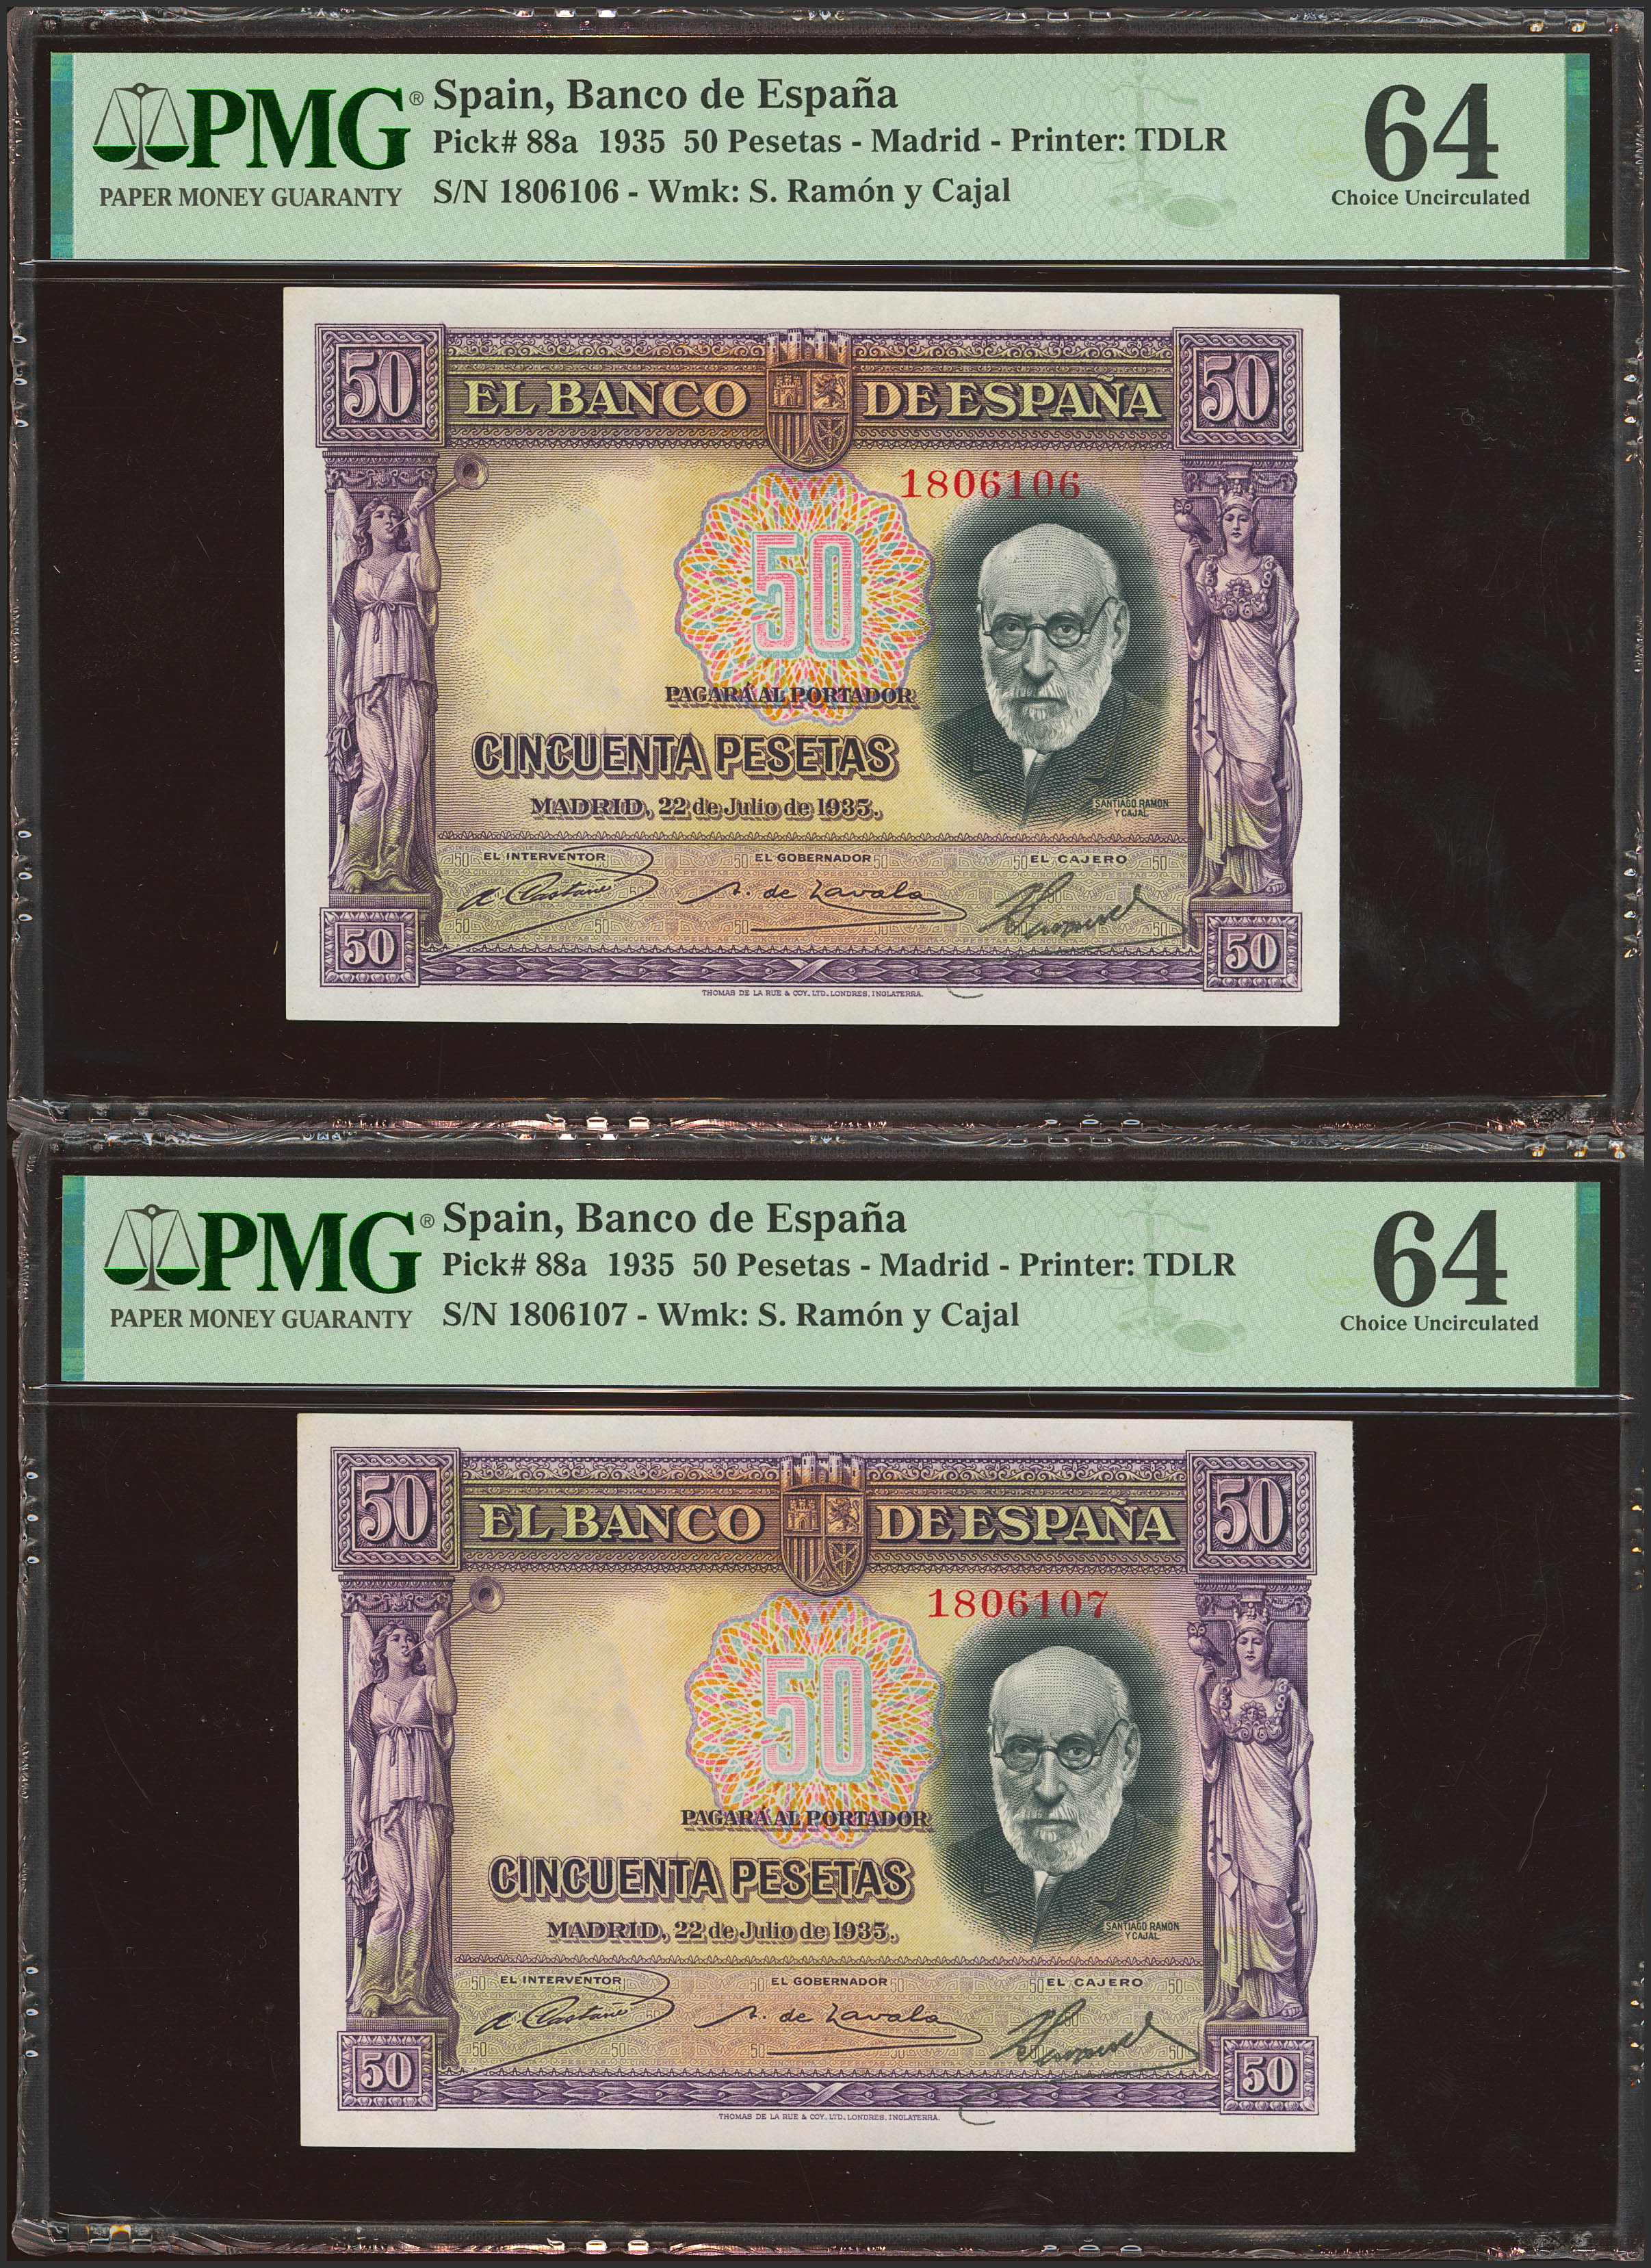 PMG®
PAPER MONEY GUARANTY
Spain, Banco de España
Pick# 88a 1935 50 Pesetas - Madrid - Printer: TDLR
S/N 1806106 - Wmk: S. Ramón y Cajal
64
Choice Uncirculated
50 EL BANCO DE ESPAÑA 50
1806106
50
PAGARÁ AL PORTADOR
CINCUENTA PESETAS
MADRID, 22 de Julio de 1935.
SANTIAGO RAMON
Y CAJAL
EL INTERVENTOR EL GOBERNADOR EL CAJERO
50 50
THOMAS DE LA RUE & COY. LTD. LONDRES, INGLATERRA.
PMG®
PAPER MONEY GUARANTY
Spain, Banco de España
Pick# 88a 1935 50 Pesetas - Madrid - Printer: TDLR
S/N 1806107 - Wmk: S. Ramón y Cajal
64
Choice Uncirculated
50 EL BANCO DE ESPAÑA 50
1806107
50
PAGARÁ AL PORTADOR
CINCUENTA PESETAS
MADRID, 22 de Julio de 1935.
SANTIAGO RAMON
Y CAJAL
EL INTERVENTOR EL GOBERNADOR EL CAJERO
50 50
THOMAS DE LA RUE & COY. LTD. LONDRES, INGLATERRA.